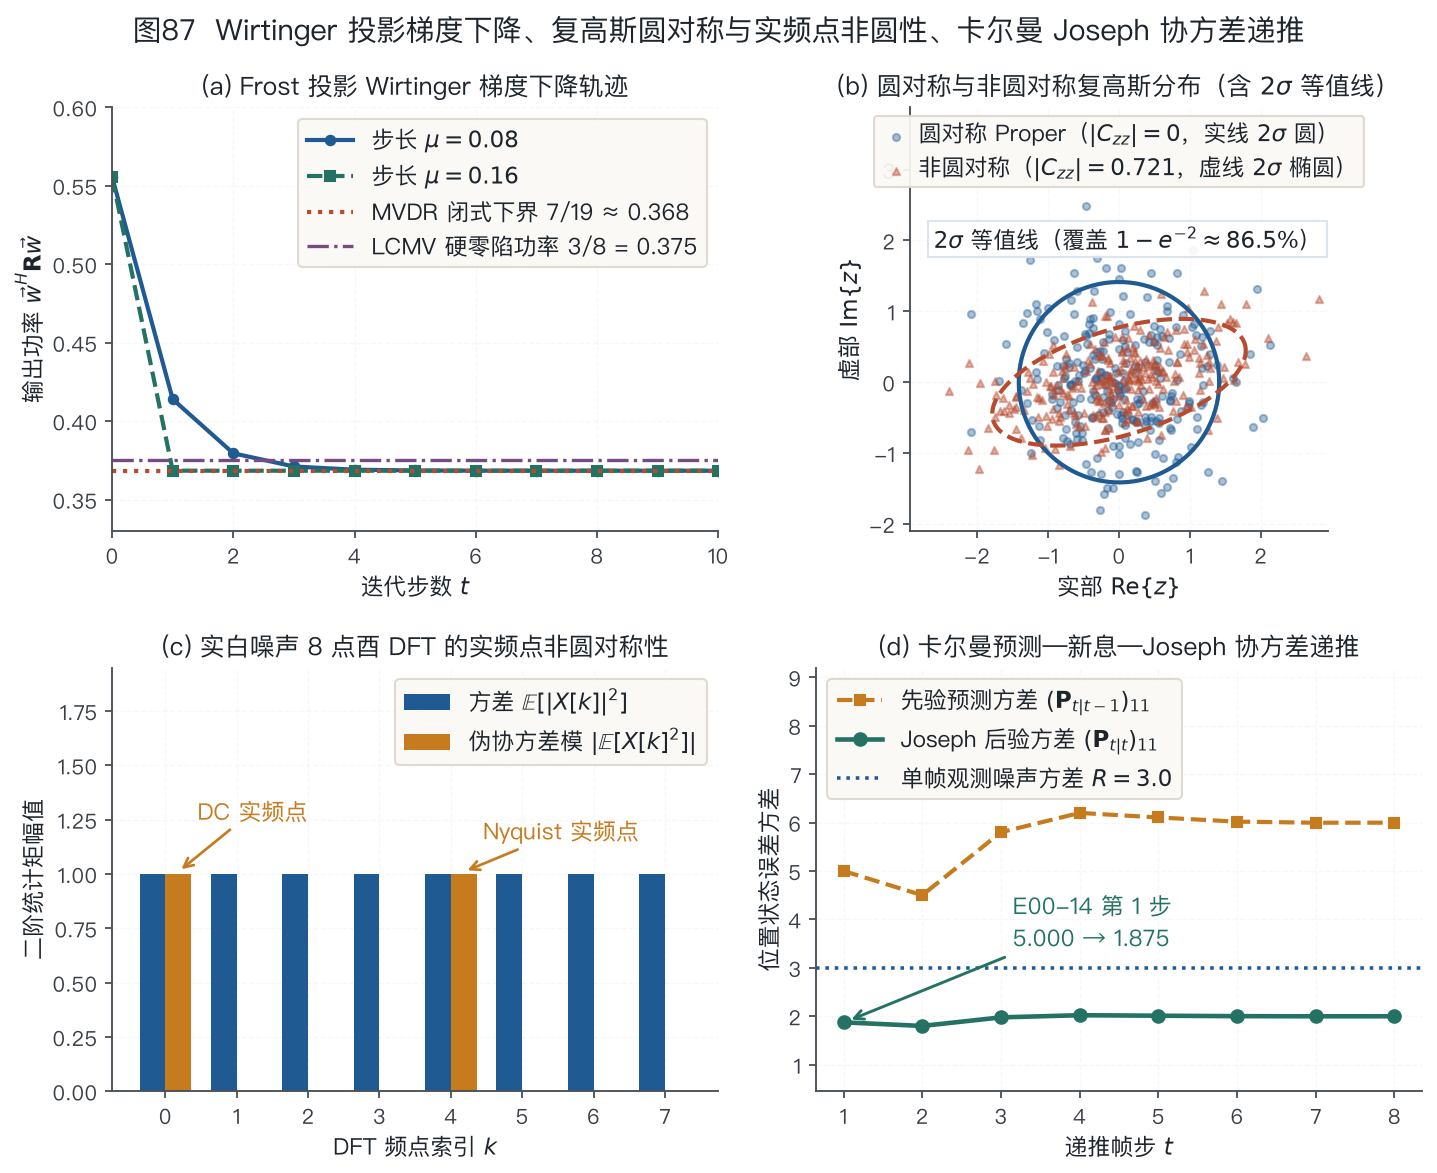 图87 Wirtinger 投影梯度下降、复高斯圆对称与实频点非圆性、卡尔曼 Joseph 协方差递推
(a) Frost 投影 Wirtinger 梯度下降轨迹
输出功率 $\vec{w}^H \mathbf{R} \vec{w}$
0.60
0.55
0.50
0.45
0.40
0.35
步长 μ = 0.08
步长 μ = 0.16
MVDR 闭式下界 7/19 ≈ 0.368
LCMV 硬零陷功率 3/8 = 0.375
0 2 4 6 8 10
迭代步数 t
(b) 圆对称与非圆对称复高斯分布（含 2σ 等值线）
虚部 Im{z}
圆对称 Proper（|C_{zz}| = 0，实线 2σ 圆）
非圆对称（|C_{zz}| = 0.721，虚线 2σ 椭圆）
2σ 等值线（覆盖 1 − e^{−2} ≈ 86.5%）
3
2
1
0
−1
−2
−2 −1 0 1 2
实部 Re{z}
(c) 实白噪声 8 点酉 DFT 的实频点非圆对称性
二阶统计矩幅值
1.75
1.50
1.25
1.00
0.75
0.50
0.25
0.00
方差 𝔼[|X[k]|²]
伪协方差模 |𝔼[X[k]²]|
DC 实频点
Nyquist 实频点
0 1 2 3 4 5 6 7
DFT 频点索引 k
(d) 卡尔曼预测—新息—Joseph 协方差递推
位置状态误差方差
9
8
7
6
5
4
3
2
1
先验预测方差 (𝐏_{t|t−1})_{11}
Joseph 后验方差 (𝐏_{t|t})_{11}
单帧观测噪声方差 R = 3.0
E00–14 第 1 步
5.000 → 1.875
1 2 3 4 5 6 7 8
递推帧步 t